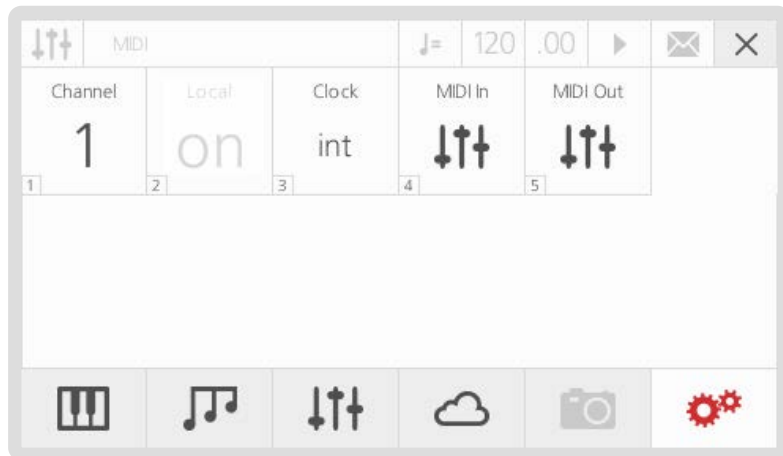 MIDI ♩= 120 .00
Channel Local Clock MIDI In MIDI Out
1 on int
1 2 3 4 5